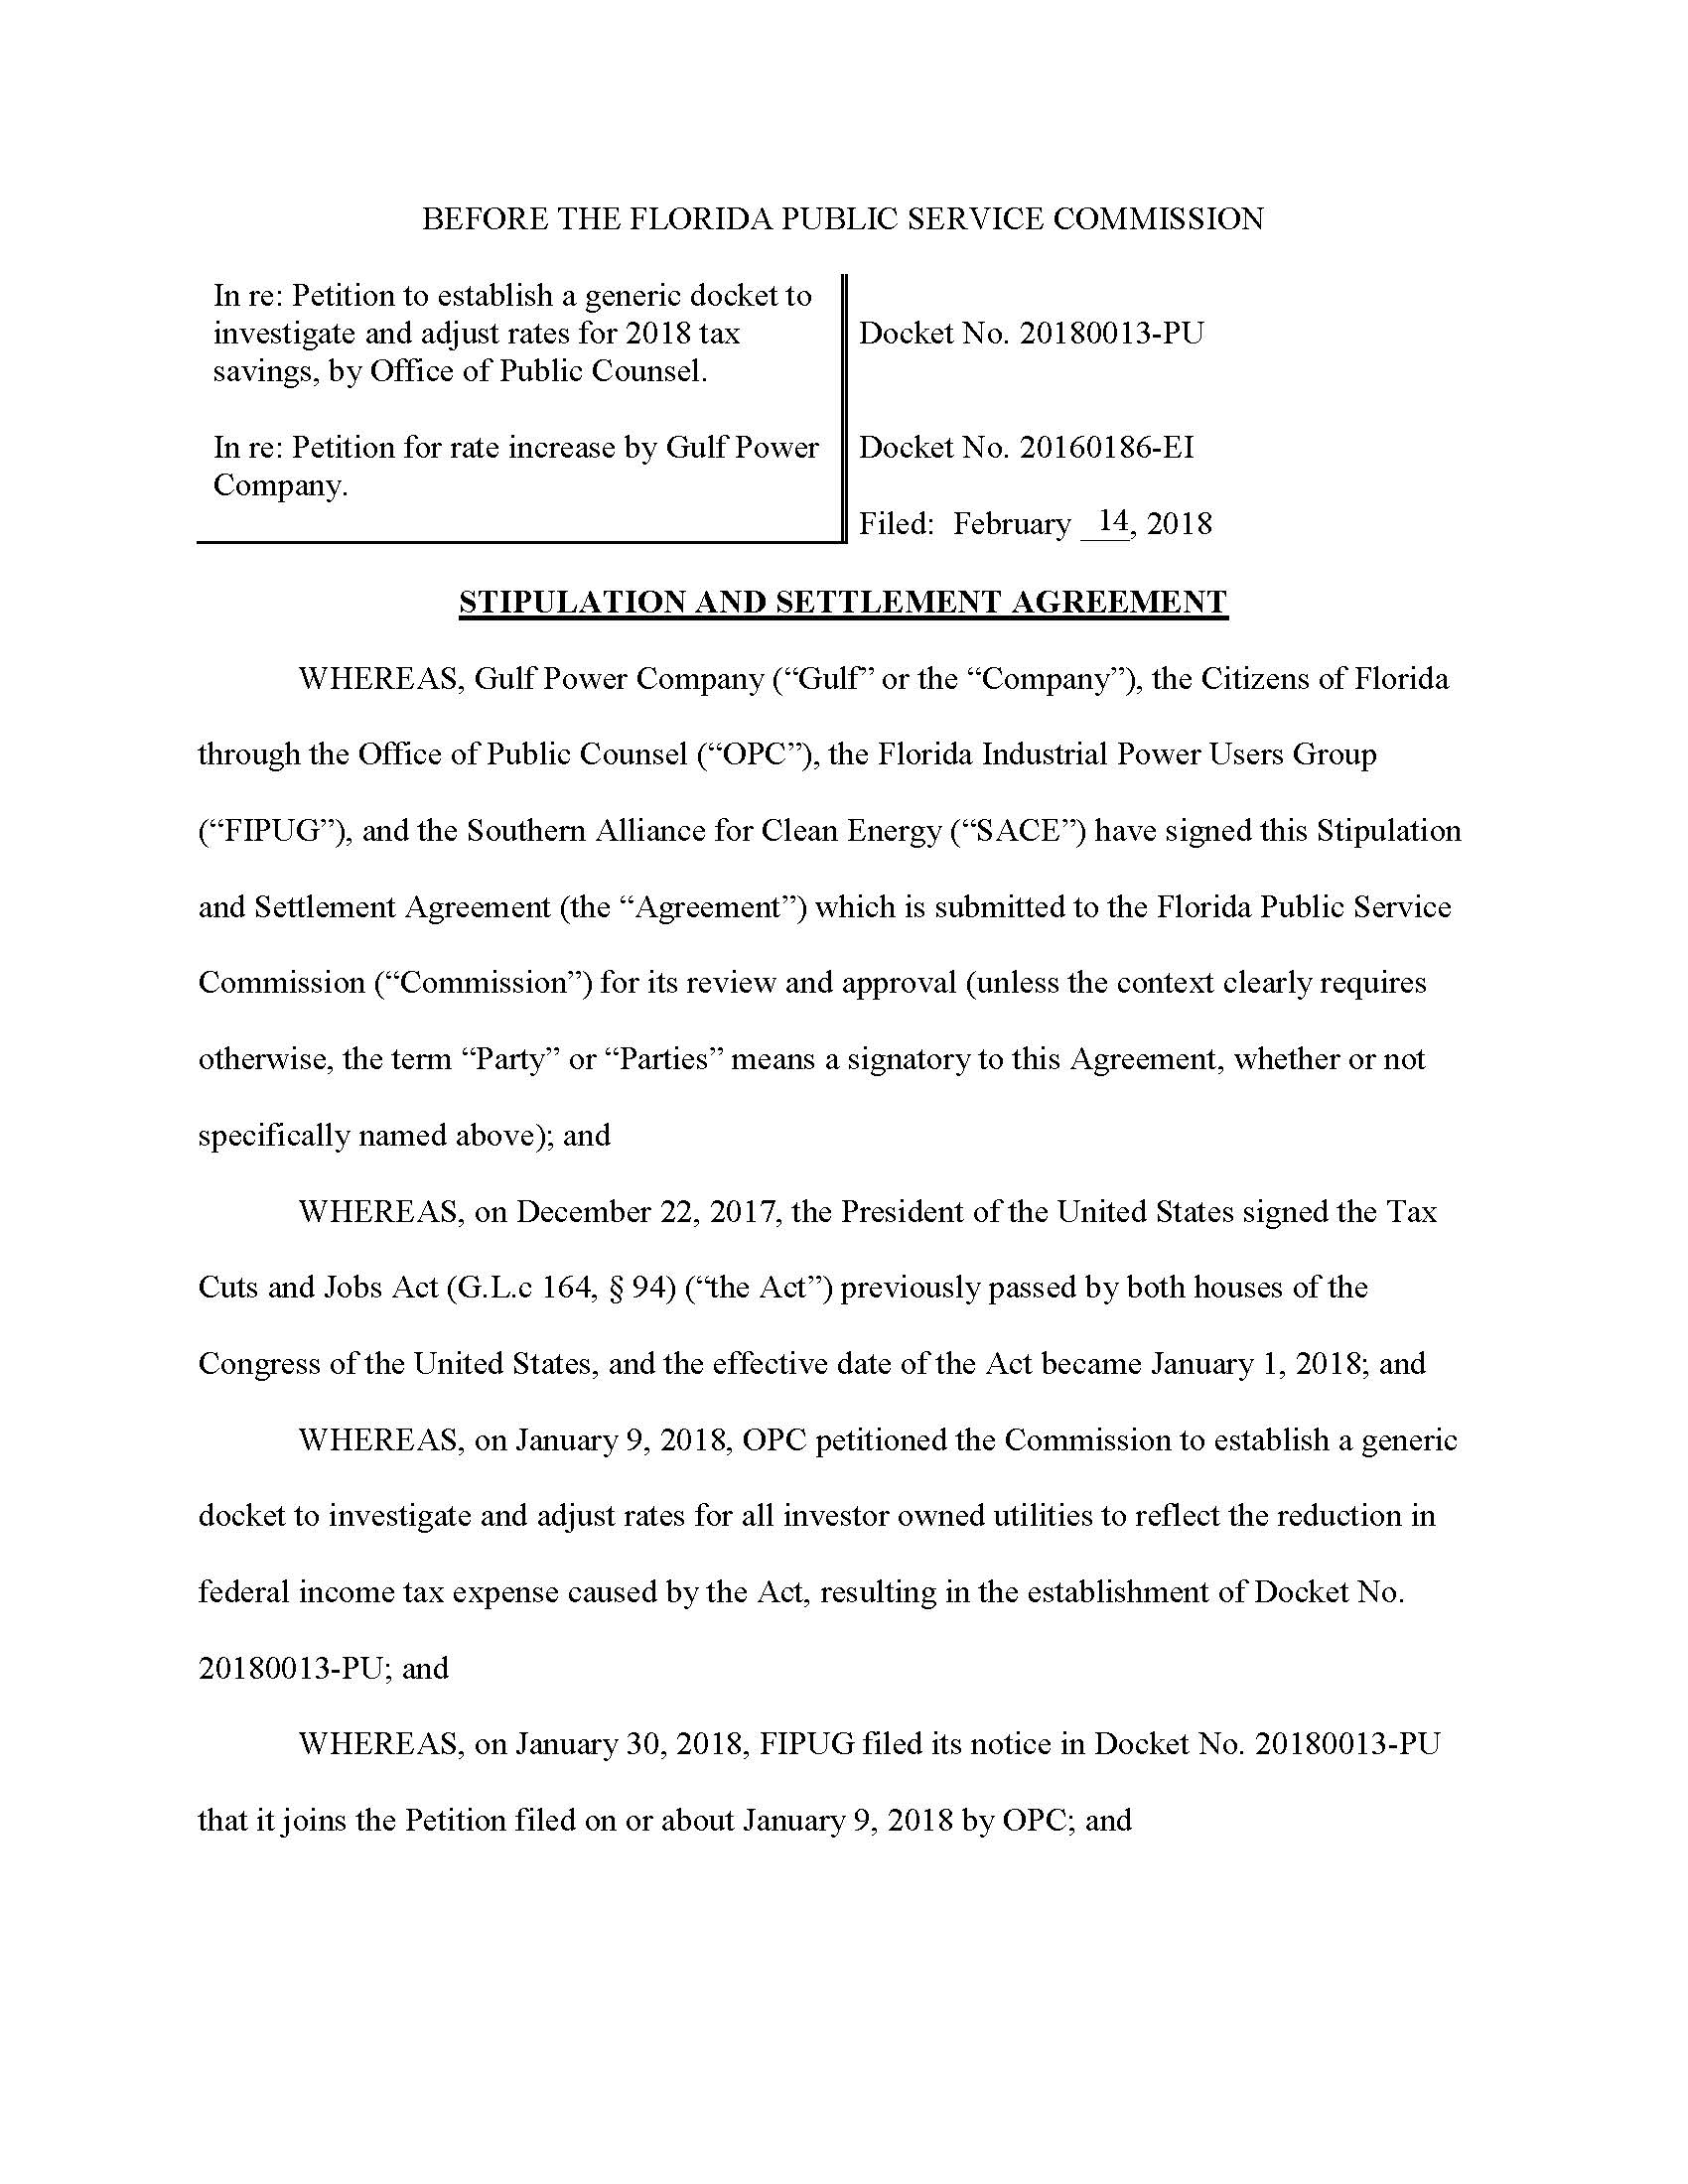 BEFORE THE FLORIDA PUBLIC SERVICE COMMISSION
In re: Petition to establish a generic docket to
investigate and adjust rates for 2018 tax
savings, by Office of Public Counsel.
Docket No. 20180013-PU
In re: Petition for rate increase by Gulf Power
Company.
Docket No. 20160186-EI
Filed: February 14, 2018
STIPULATION AND SETTLEMENT AGREEMENT
WHEREAS, Gulf Power Company (“Gulf” or the “Company”), the Citizens of Florida
through the Office of Public Counsel (“OPC”), the Florida Industrial Power Users Group
(“FIPUG”), and the Southern Alliance for Clean Energy (“SACE”) have signed this Stipulation
and Settlement Agreement (the “Agreement”) which is submitted to the Florida Public Service
Commission (“Commission”) for its review and approval (unless the context clearly requires
otherwise, the term “Party” or “Parties” means a signatory to this Agreement, whether or not
specifically named above); and
WHEREAS, on December 22, 2017, the President of the United States signed the Tax
Cuts and Jobs Act (G.L.c 164, § 94) (“the Act”) previously passed by both houses of the
Congress of the United States, and the effective date of the Act became January 1, 2018; and
WHEREAS, on January 9, 2018, OPC petitioned the Commission to establish a generic
docket to investigate and adjust rates for all investor owned utilities to reflect the reduction in
federal income tax expense caused by the Act, resulting in the establishment of Docket No.
20180013-PU; and
WHEREAS, on January 30, 2018, FIPUG filed its notice in Docket No. 20180013-PU
that it joins the Petition filed on or about January 9, 2018 by OPC; and